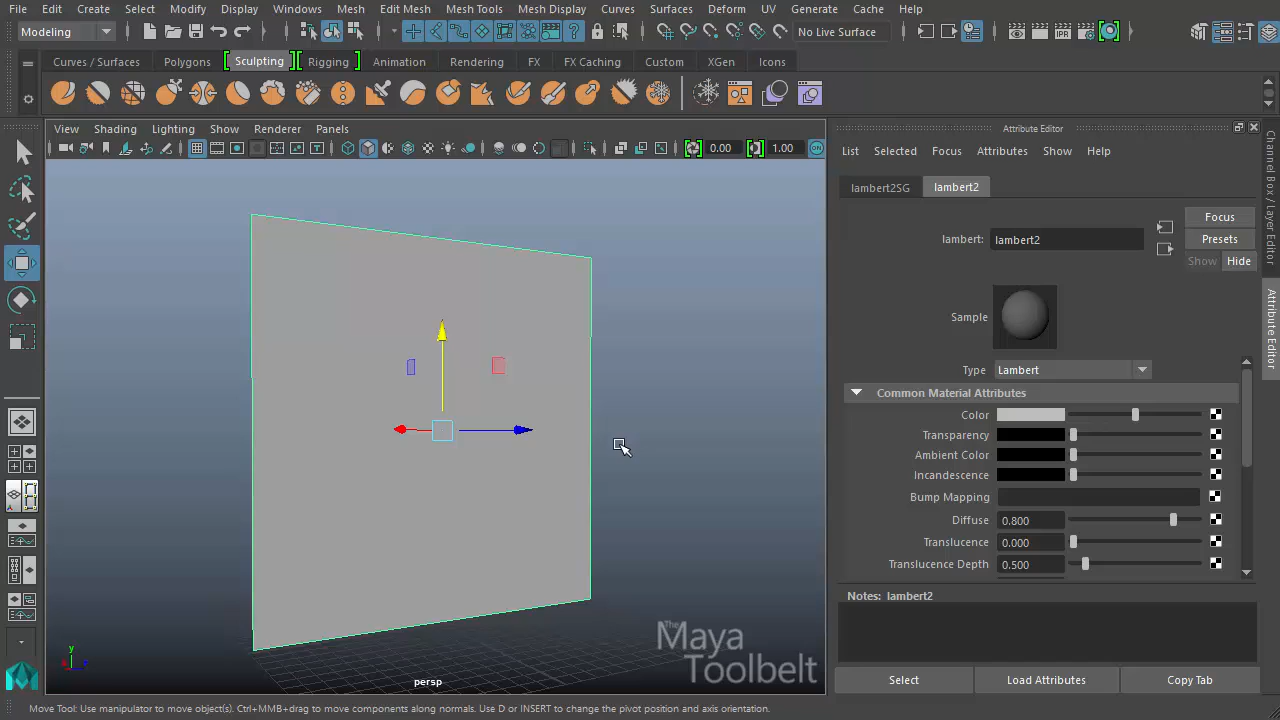 File Edit Create Select Modify Display Windows Mesh Edit Mesh Mesh Tools Mesh Display Curves Surfaces Deform UV Generate Cache Help
Modeling IPR No Live Surface
Curves / Surfaces Polygons Sculpting Rigging Animation Rendering FX FX Caching Custom XGen Icons
View Shading Lighting Show Renderer Panels
0.00 1.00 ON
Attribute Editor
List Selected Focus Attributes Show Help
lambert2SG lambert2
Focus
lambert: lambert2
Presets
Show Hide
Sample
Type Lambert
Common Material Attributes
Color
Transparency
Ambient Color
Incandescence
Bump Mapping
Diffuse 0.800
Translucence 0.000
Translucence Depth 0.500
Notes: lambert2
Select Load Attributes Copy Tab
Channel Box / Layer Editor
Attribute Editor
The
Maya
Toolbelt
y
persp
Move Tool: Use manipulator to move object(s). Ctrl+MMB+drag to move components along normals. Use D or INSERT to change the pivot position and axis orientation.